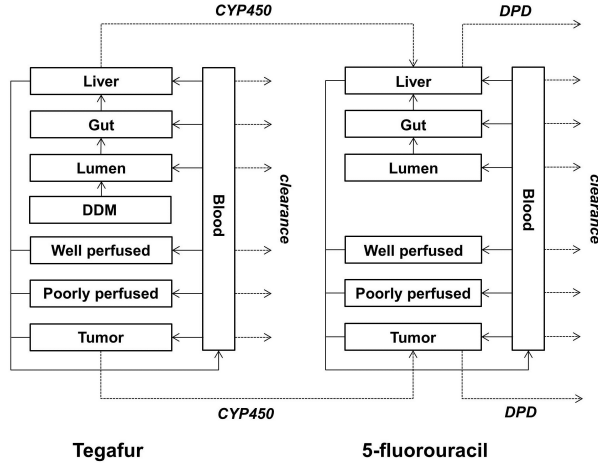 CYP450
DPD
Liver
Gut
Lumen
DDM
Well perfused
Poorly perfused
Tumor
Blood
clearance
Liver
Gut
Lumen
Well perfused
Poorly perfused
Tumor
Blood
clearance
CYP450
DPD
Tegafur
5-fluorouracil